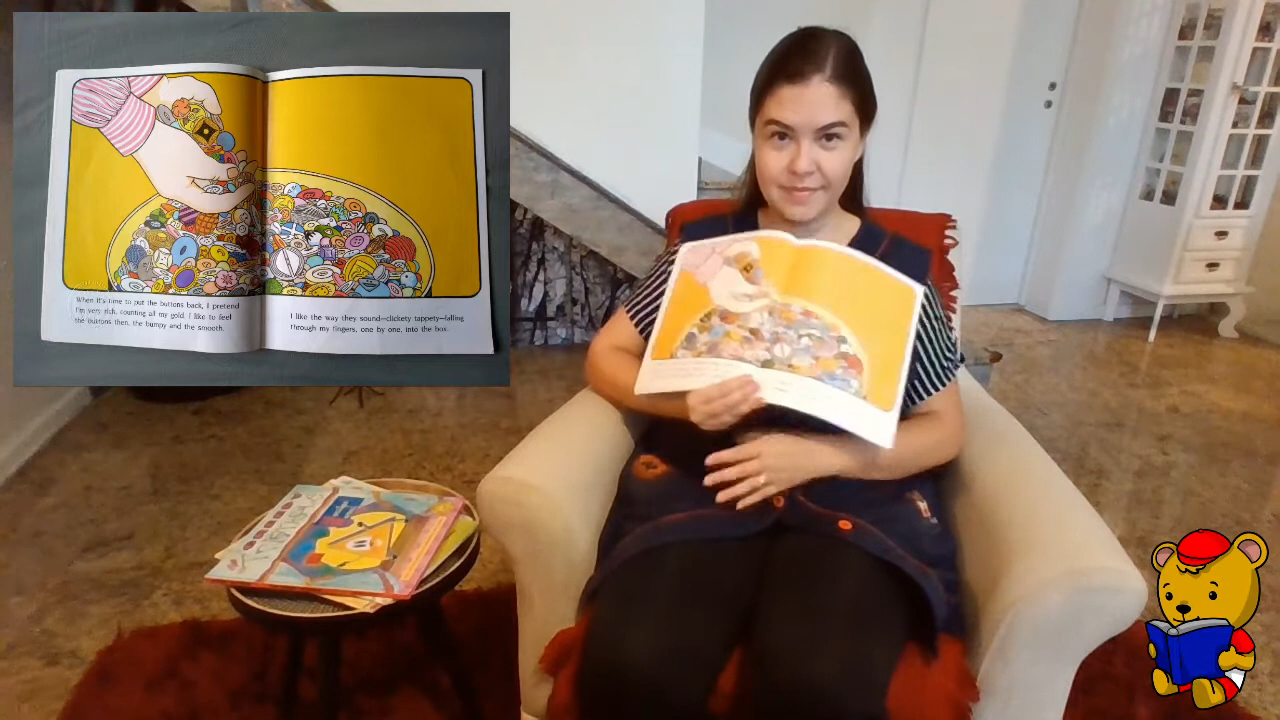 When it's time to put the buttons back, I pretend
I'm very rich, counting all my gold. I like to feel
the buttons then, the bumpy and the smooth.
I like the way they sound—clickety tappety—falling
through my fingers, one by one, into the box.